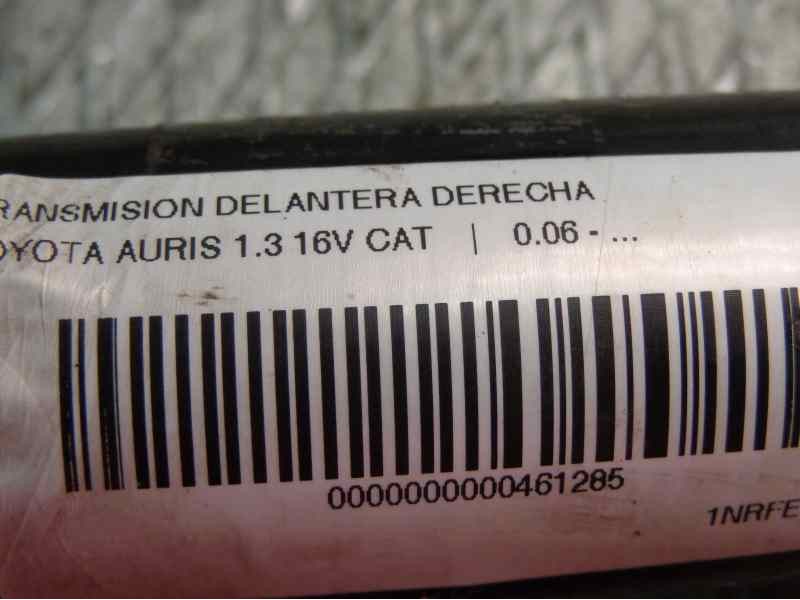 RANSMISION DELANTERA DERECHA
OYOTA AURIS 1.3 16V CAT | 0.06 - ...
0000000000461285
1NRFE